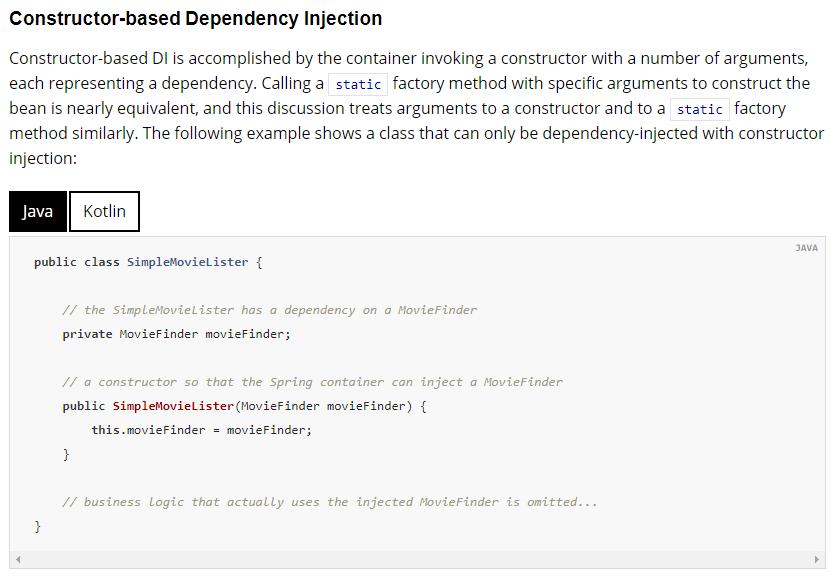 Constructor-based Dependency Injection
Constructor-based DI is accomplished by the container invoking a constructor with a number of arguments,
each representing a dependency. Calling a static factory method with specific arguments to construct the
bean is nearly equivalent, and this discussion treats arguments to a constructor and to a static factory
method similarly. The following example shows a class that can only be dependency-injected with constructor
injection:
Java Kotlin
JAVA
public class SimpleMovieLister {
// the SimpleMovieLister has a dependency on a MovieFinder
private MovieFinder movieFinder;
// a constructor so that the Spring container can inject a MovieFinder
public SimpleMovieLister(MovieFinder movieFinder) {
this.movieFinder = movieFinder;
}
// business logic that actually uses the injected MovieFinder is omitted...
}